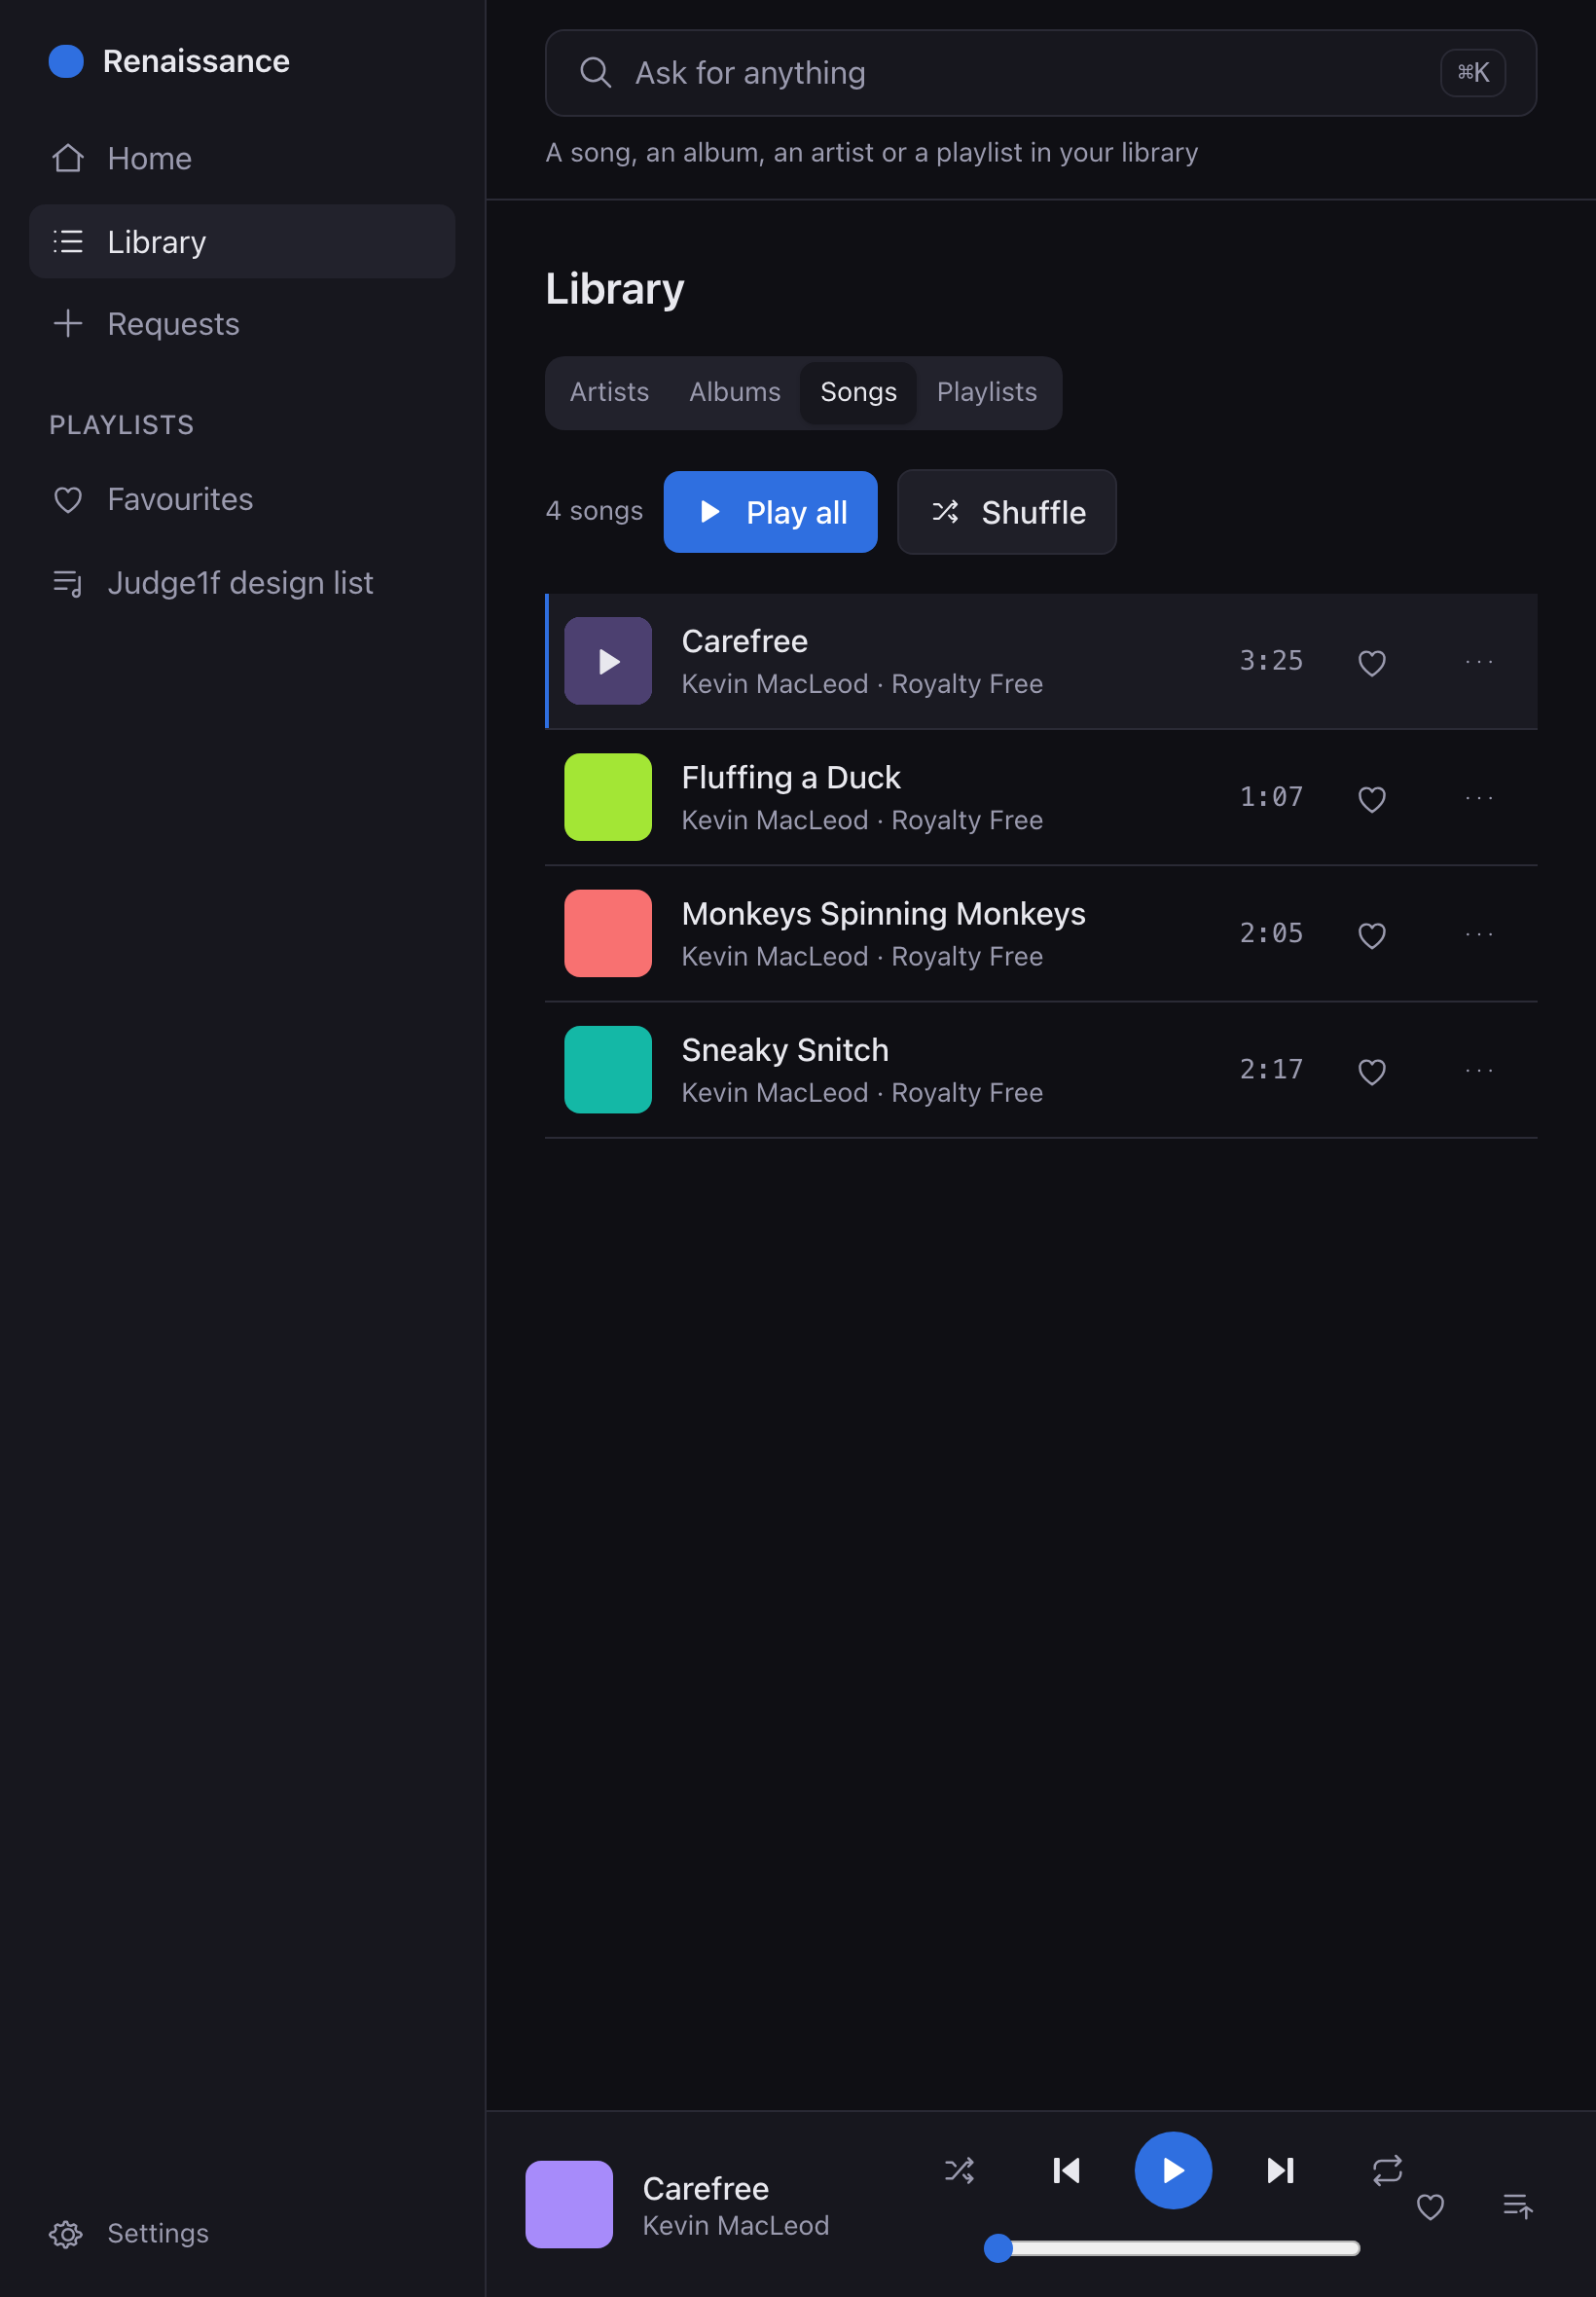 Renaissance
Home
Library
Requests
PLAYLISTS
Favourites
Judge1f design list
Settings
Ask for anything
⌘K
A song, an album, an artist or a playlist in your library
Library
Artists Albums Songs Playlists
4 songs Play all Shuffle
Carefree
Kevin MacLeod · Royalty Free
3:25
Fluffing a Duck
Kevin MacLeod · Royalty Free
1:07
Monkeys Spinning Monkeys
Kevin MacLeod · Royalty Free
2:05
Sneaky Snitch
Kevin MacLeod · Royalty Free
2:17
Carefree
Kevin MacLeod